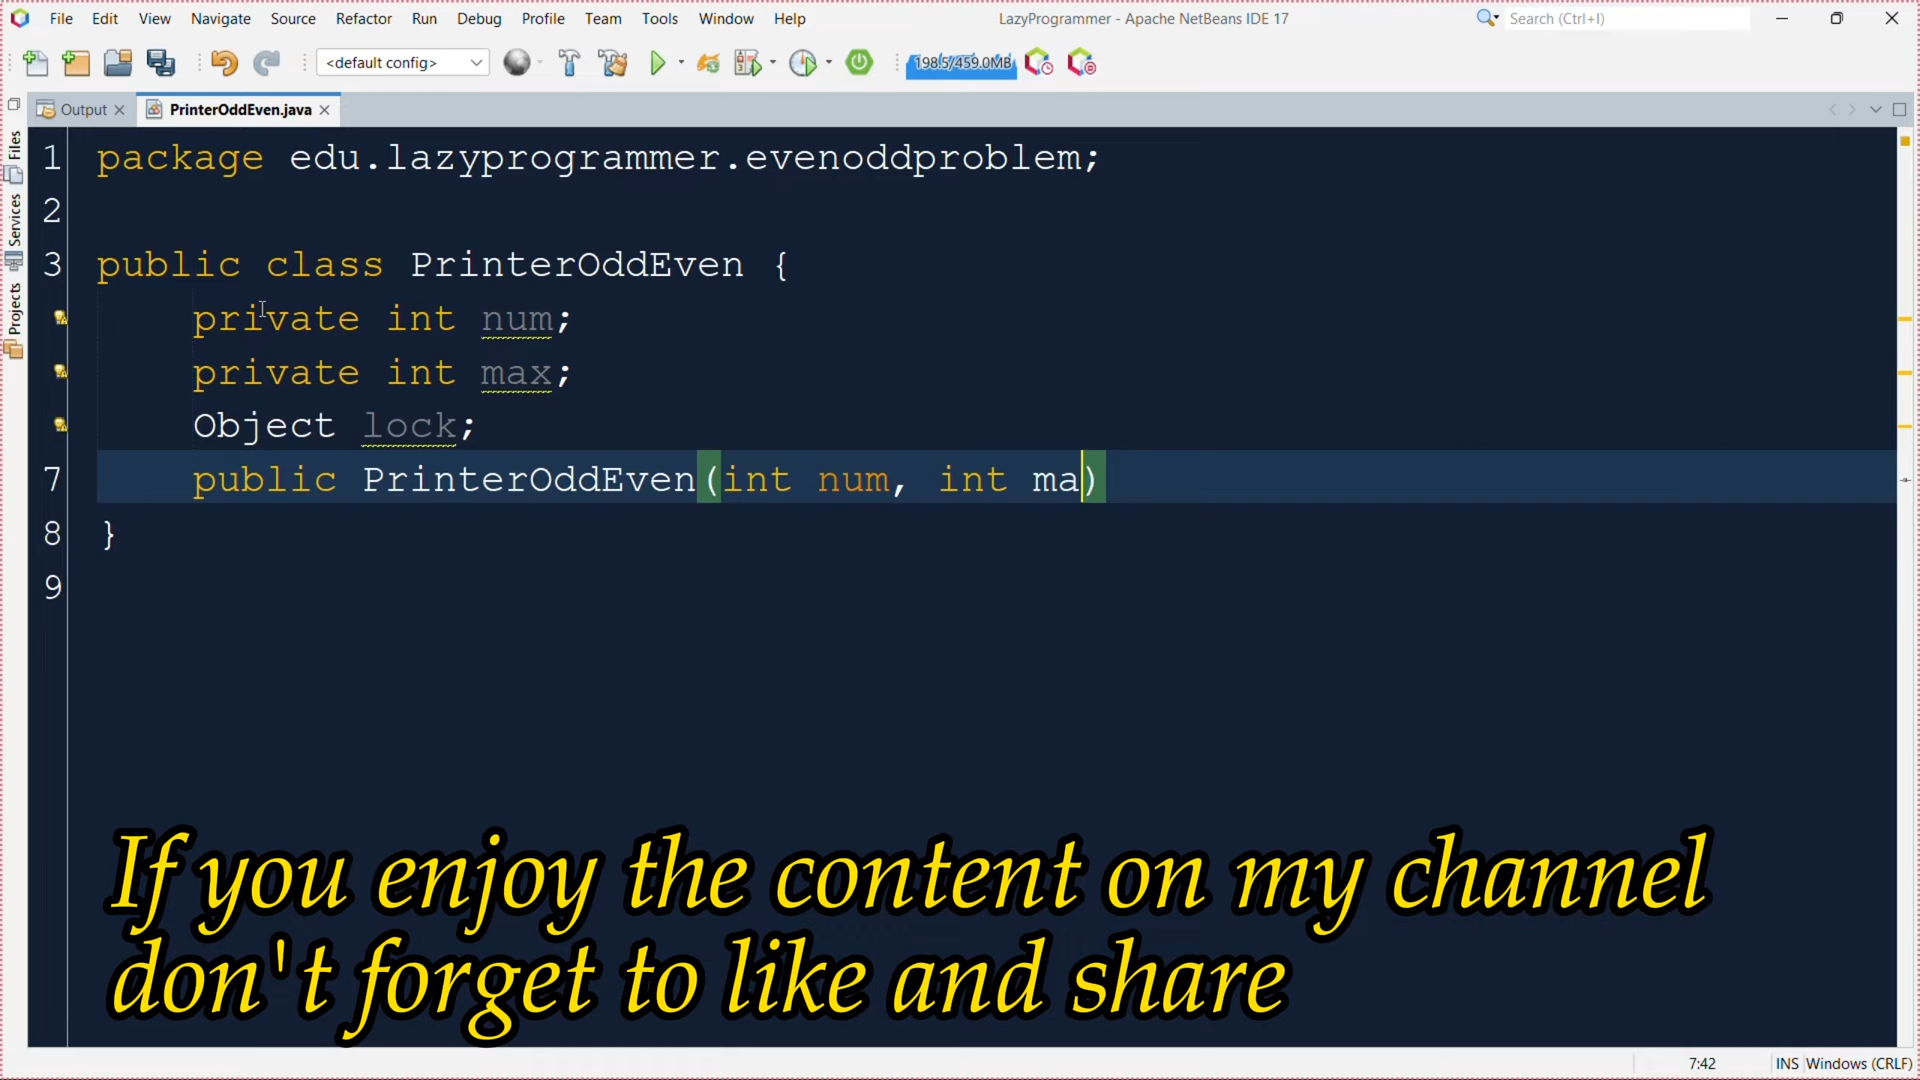 File Edit View Navigate Source Refactor Run Debug Profile Team Tools Window Help LazyProgrammer - Apache NetBeans IDE 17 Search (Ctrl+I)
<default config> 198.5/459.0MB
Output PrinterOddEven.java
Files
Services
Projects
1 package edu.lazyprogrammer.evenoddproblem;
2
3 public class PrinterOddEven {
private int num;
private int max;
Object lock;
7 public PrinterOddEven(int num, int ma)
8 }
9
If you enjoy the content on my channel
don't forget to like and share
7:42 INS Windows (CRLF)